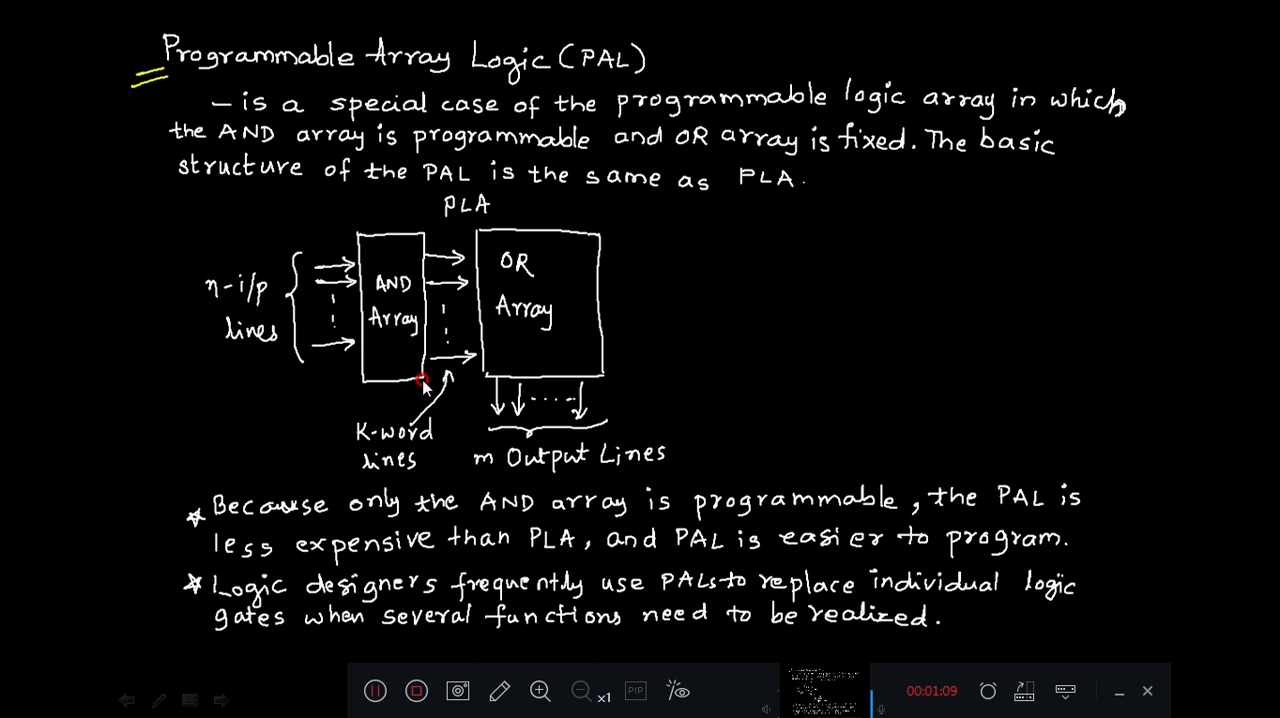 Programmable Array Logic (PAL)
- is a special case of the programmable logic array in which
the AND array is programmable and OR array is fixed. The basic
structure of the PAL is the same as PLA.
PLA
n-i/p
lines
AND
Array
OR
Array
K-word
lines
m Output Lines
* Because only the AND array is programmable, the PAL is
less expensive than PLA, and PAL is easier to program.
* Logic designers frequently use PALs to replace individual logic
gates when several functions need to be realized.
x1
PIP
00:01:09